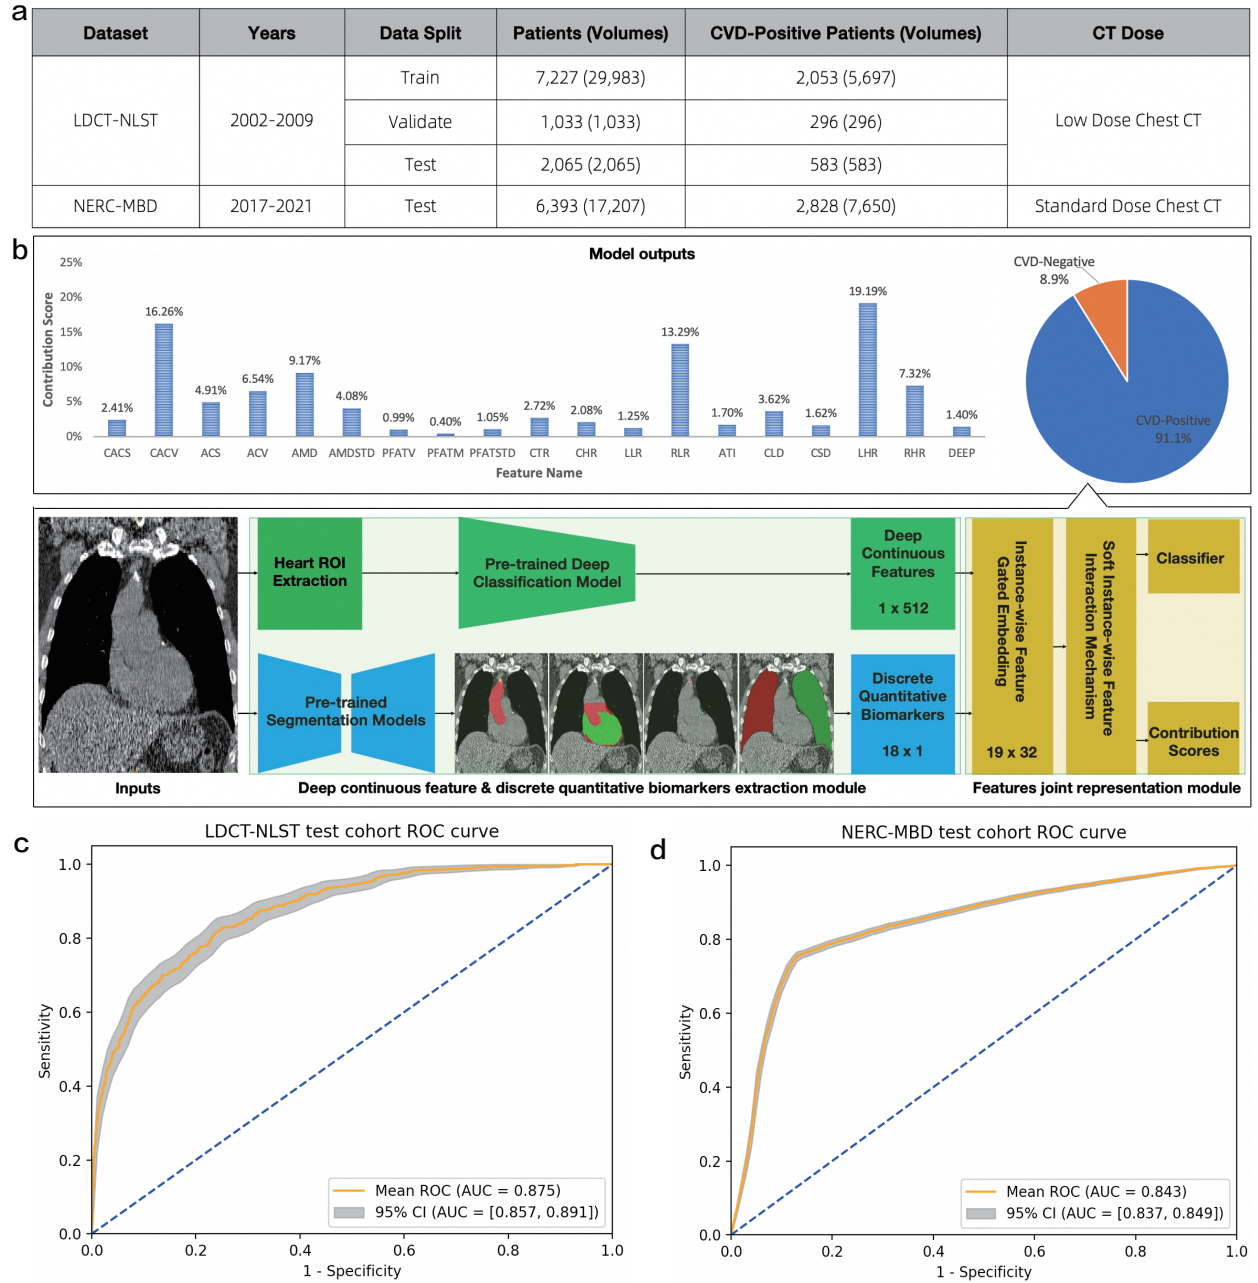 a
Dataset Years Data Split Patients (Volumes) CVD-Positive Patients (Volumes) CT Dose
LDCT-NLST 2002-2009 Train 7,227 (29,983) 2,053 (5,697) Low Dose Chest CT
Validate 1,033 (1,033) 296 (296)
Test 2,065 (2,065) 583 (583)
NERC-MBD 2017-2021 Test 6,393 (17,207) 2,828 (7,650) Standard Dose Chest CT
b
Model outputs
Contribution Score
25%
20%
15%
10%
5%
0%
2.41% 16.26% 4.91% 6.54% 9.17% 4.08% 0.99% 0.40% 1.05% 2.72% 2.08% 1.25% 13.29% 1.70% 3.62% 1.62% 19.19% 7.32% 1.40%
CACS CACV ACS ACV AMD AMDSTD PFATV PFATM PFATSTD CTR CHR LLR RLR ATI CLD CSD LHR RHR DEEP
Feature Name
CVD-Negative
8.9%
CVD-Positive
91.1%
Heart ROI
Extraction
Pre-trained Deep
Classification Model
Deep
Continuous
Features
1 x 512
Pre-trained
Segmentation Models
Discrete
Quantitative
Biomarkers
18 x 1
Instance-wise Feature
Gated Embedding
19 x 32
Soft Instance-wise Feature
Interaction Mechanism
Classifier
Contribution
Scores
Inputs
Deep continuous feature & discrete quantitative biomarkers extraction module
Features joint representation module
c
LDCT-NLST test cohort ROC curve
Sensitivity
1.0
0.8
0.6
0.4
0.2
0.0
Mean ROC (AUC = 0.875)
95% CI (AUC = [0.857, 0.891])
0.0 0.2 0.4 0.6 0.8 1.0
1 - Specificity
d
NERC-MBD test cohort ROC curve
Sensitivity
1.0
0.8
0.6
0.4
0.2
0.0
Mean ROC (AUC = 0.843)
95% CI (AUC = [0.837, 0.849])
0.0 0.2 0.4 0.6 0.8 1.0
1 - Specificity